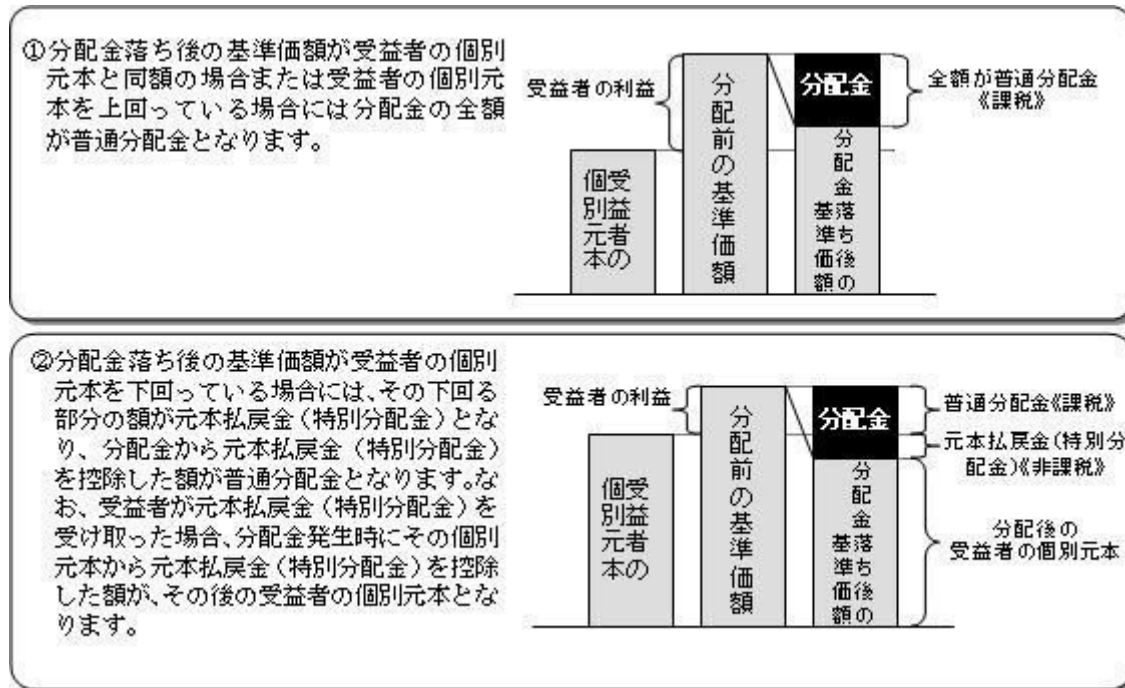 ①分配金落ち後の基準価額が受益者の個別
元本と同額の場合または受益者の個別元
本を上回っている場合には分配金の全額
が普通分配金となります。
受益者の利益
受益者の
個別元本
分配前の基準価額
分配金
分配金落ち後の
基準価額
全額が普通分配金
《課税》
②分配金落ち後の基準価額が受益者の個別
元本を下回っている場合には、その下回る
部分の額が元本払戻金(特別分配金)とな
り、分配金から元本払戻金(特別分配金)
を控除した額が普通分配金となります。な
お、受益者が元本払戻金(特別分配金)を
受け取った場合、分配金発生時にその個別
元本から元本払戻金(特別分配金)を控除
した額が、その後の受益者の個別元本とな
ります。
受益者の利益
受益者の
個別元本
分配前の基準価額
分配金
分配金落ち後の
基準価額
普通分配金《課税》
元本払戻金(特別分
配金)《非課税》
分配後の
受益者の個別元本